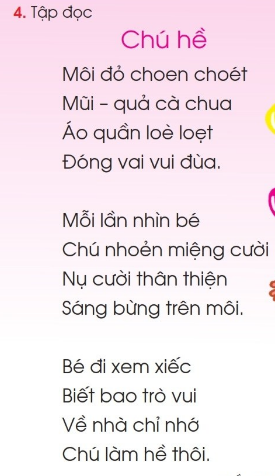 4. Tập đọc
Chú hề
Môi đỏ choen choét
Mũi – quả cà chua
Áo quần loè loẹt
Đóng vai vui đùa.
Mỗi lần nhìn bé
Chú nhoẻn miệng cười
Nụ cười thân thiện
Sáng bừng trên môi.
Bé đi xem xiếc
Biết bao trò vui
Về nhà chỉ nhớ
Chú làm hề thôi.